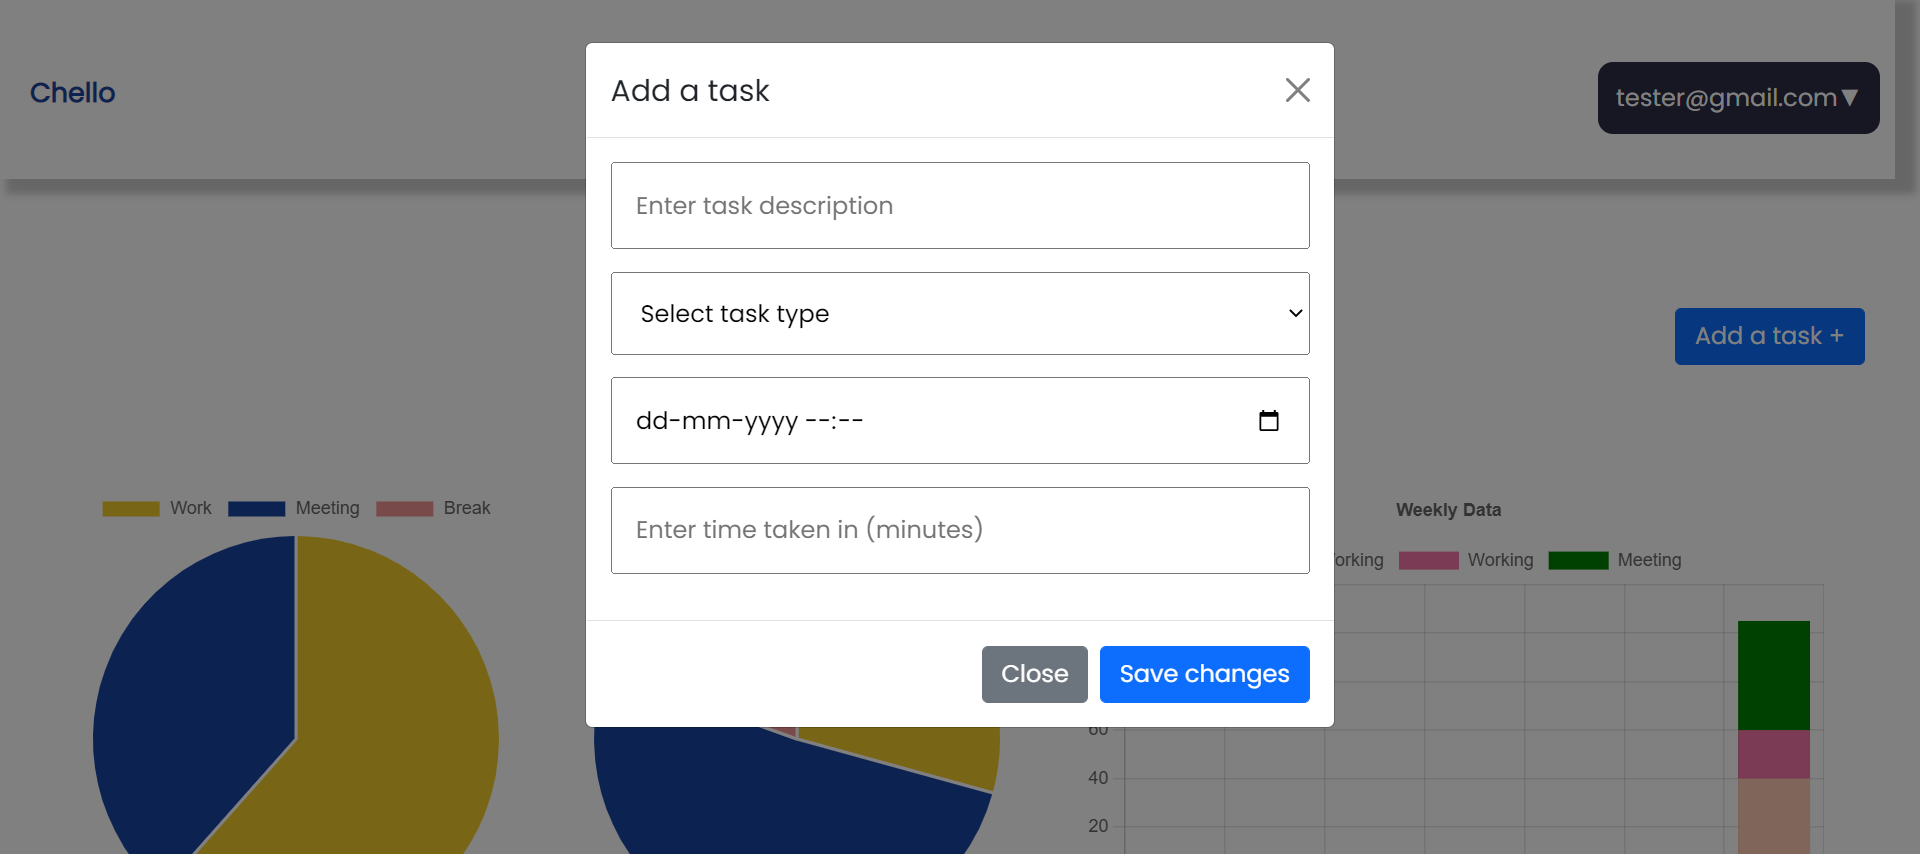 Chello
tester@gmail.com▼
Add a task
Enter task description
Select task type
dd-mm-yyyy --:--
Enter time taken in (minutes)
Close
Save changes
Add a task +
Work
Meeting
Break
Weekly Data
orking
Working
Meeting
60
40
20